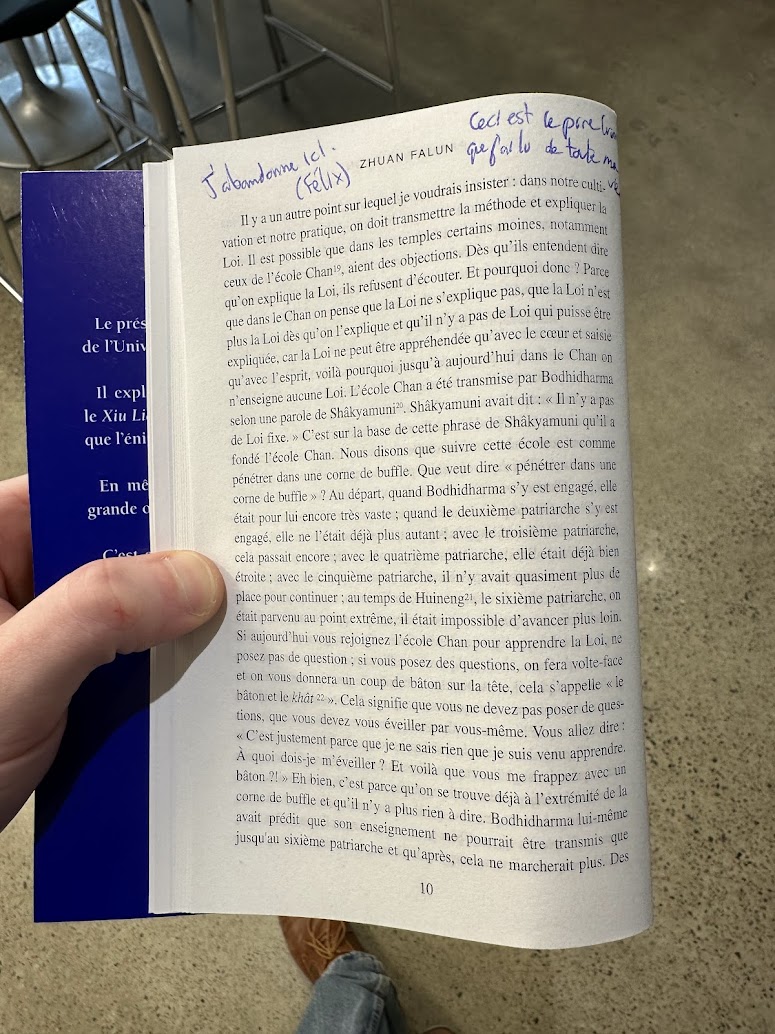 J'abandonne ici.
(Félix)
Ceci est le pire livre
que j'ai lu de toute ma
vie
ZHUAN FALUN
Il y a un autre point sur lequel je voudrais insister : dans notre culti-
vation et notre pratique, on doit transmettre la méthode et expliquer la
Loi. Il est possible que dans les temples certains moines, notamment
ceux de l'école Chan¹⁹, aient des objections. Dès qu'ils entendent dire
qu'on explique la Loi, ils refusent d'écouter. Et pourquoi donc ? Parce
que dans le Chan on pense que la Loi ne s'explique pas, que la Loi n'est
plus la Loi dès qu'on l'explique et qu'il n'y a pas de Loi qui puisse être
expliquée, car la Loi ne peut être appréhendée qu'avec le cœur et saisie
qu'avec l'esprit, voilà pourquoi jusqu'à aujourd'hui dans le Chan on
n'enseigne aucune Loi. L'école Chan a été transmise par Bodhidharma
selon une parole de Shâkyamuni²⁰. Shâkyamuni avait dit : « Il n'y a pas
de Loi fixe. » C'est sur la base de cette phrase de Shâkyamuni qu'il a
fondé l'école Chan. Nous disons que suivre cette école est comme
pénétrer dans une corne de buffle. Que veut dire « pénétrer dans une
corne de buffle » ? Au départ, quand Bodhidharma s'y est engagé, elle
était pour lui encore très vaste ; quand le deuxième patriarche s'y est
engagé, elle ne l'était déjà plus autant ; avec le troisième patriarche,
cela passait encore ; avec le quatrième patriarche, elle était déjà bien
étroite ; avec le cinquième patriarche, il n'y avait quasiment plus de
place pour continuer ; au temps de Huineng²¹, le sixième patriarche, on
était parvenu au point extrême, il était impossible d'avancer plus loin.
Si aujourd'hui vous rejoignez l'école Chan pour apprendre la Loi, ne
posez pas de question ; si vous posez des questions, on fera volte-face
et on vous donnera un coup de bâton sur la tête, cela s'appelle « le
bâton et le khât ²² ». Cela signifie que vous ne devez pas poser de ques-
tions, que vous devez vous éveiller par vous-même. Vous allez dire :
« C'est justement parce que je ne sais rien que je suis venu apprendre.
À quoi dois-je m'éveiller ? Et voilà que vous me frappez avec un
bâton ?! » Eh bien, c'est parce qu'on se trouve déjà à l'extrémité de la
corne de buffle et qu'il n'y a plus rien à dire. Bodhidharma lui-même
avait prédit que son enseignement ne pourrait être transmis que
jusqu'au sixième patriarche et qu'après, cela ne marcherait plus. Des
10
Le prés
de l'Univ
Il expl
le Xiu Li
que l'éni
En mê
grande o
C'est